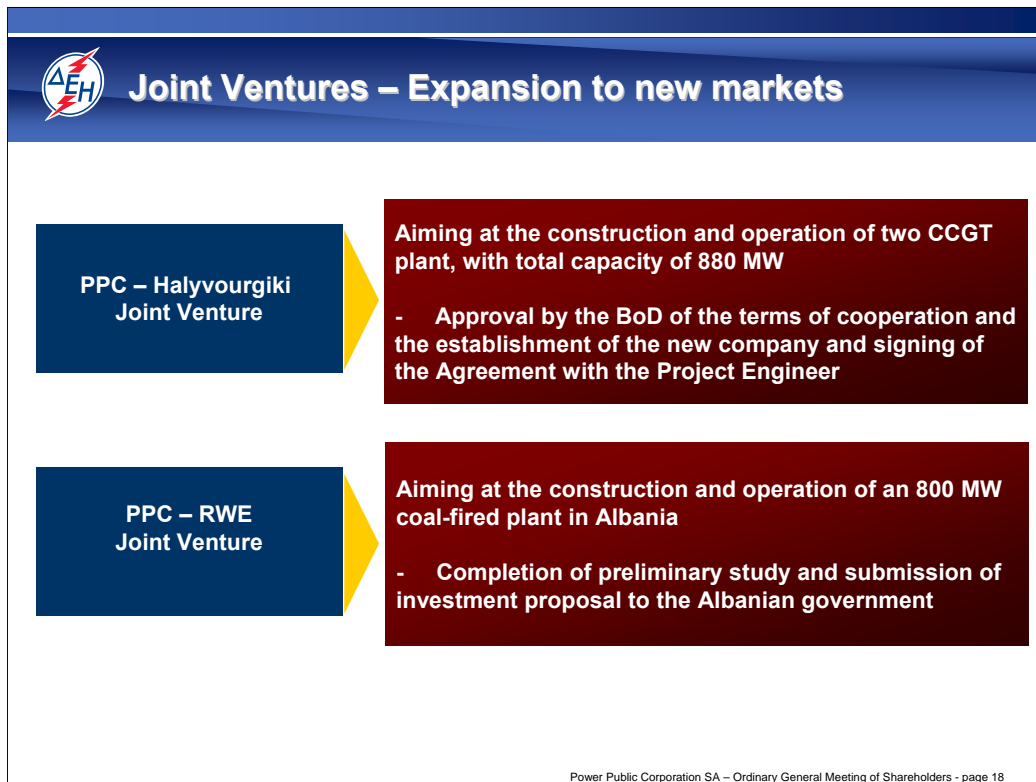 ΔEH
Joint Ventures – Expansion to new markets
PPC – Halyvourgiki
Joint Venture
Aiming at the construction and operation of two CCGT
plant, with total capacity of 880 MW
- Approval by the BoD of the terms of cooperation and
the establishment of the new company and signing of
the Agreement with the Project Engineer
PPC – RWE
Joint Venture
Aiming at the construction and operation of an 800 MW
coal-fired plant in Albania
- Completion of preliminary study and submission of
investment proposal to the Albanian government
Power Public Corporation SA – Ordinary General Meeting of Shareholders - page 18